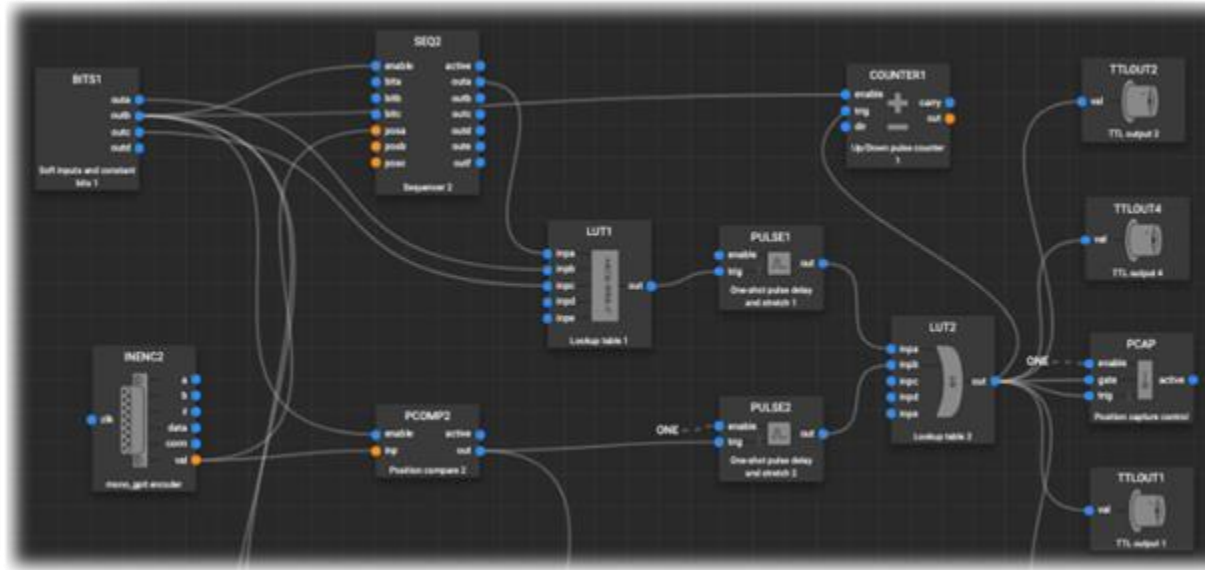 BITS1
outa
outb
outc
outd
Soft inputs and constant
bits 1
SEQ2
enable
bita
bitb
bitc
posa
posb
posc
active
outa
outb
outc
outd
oute
outf
Sequencer 2
COUNTER1
enable
trig
dir
carry
out
Up/Down pulse counter
1
TTLOUT2
val
TTL output 2
TTLOUT4
val
TTL output 4
LUT1
inpa
inpb
inpc
inpd
inpe
out
Lookup table 1
PULSE1
enable
trig
out
One-shot pulse delay
and stretch 1
LUT2
inpa
inpb
inpc
inpd
inpe
out
Lookup table 2
ONE
PCAP
enable
gate
trig
active
Position capture control
INENC2
clk
a
b
z
data
conn
val
encoder
PCOMP2
enable
inp
active
out
Position compare 2
ONE
PULSE2
enable
trig
out
One-shot pulse delay
and stretch 2
TTLOUT1
val
TTL output 1